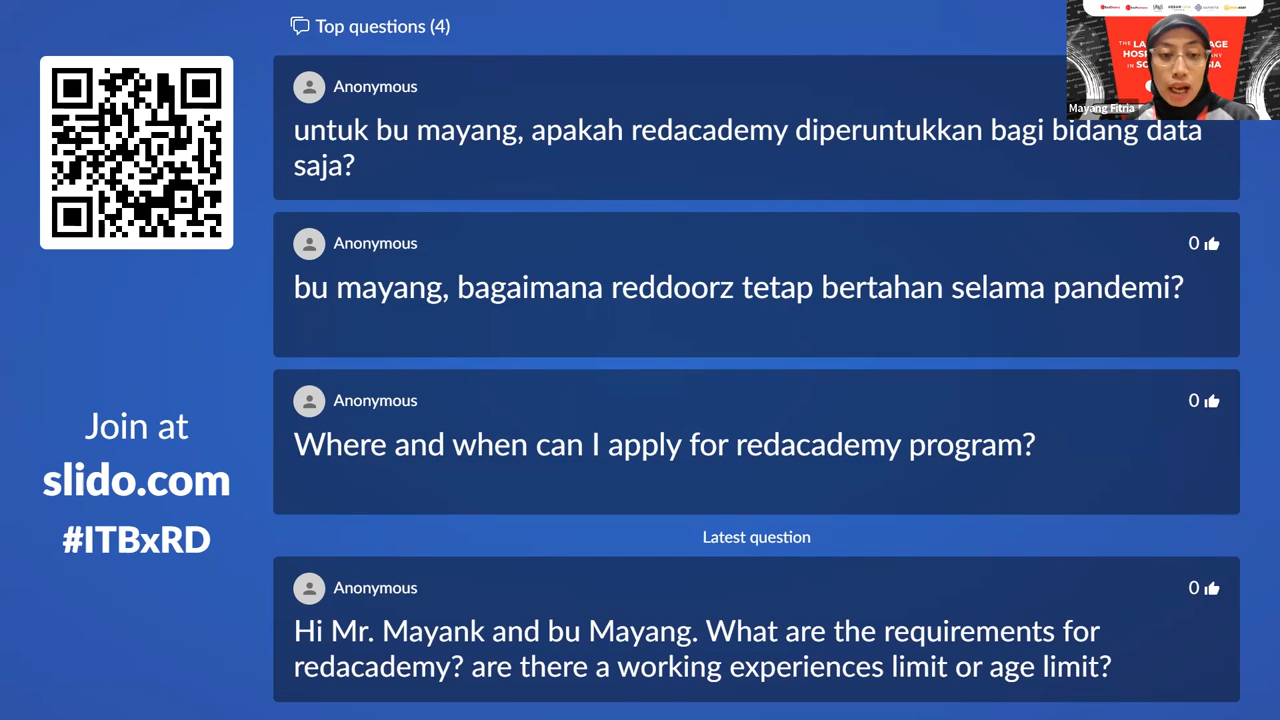 Top questions (4)
Anonymous
untuk bu mayang, apakah redacademy diperuntukkan bagi bidang data
saja?
Anonymous
0
bu mayang, bagaimana reddoorz tetap bertahan selama pandemi?
Anonymous
0
Where and when can I apply for redacademy program?
Latest question
Anonymous
0
Hi Mr. Mayank and bu Mayang. What are the requirements for
redacademy? are there a working experiences limit or age limit?
Join at
slido.com
#ITBxRD
Mayang Fitria